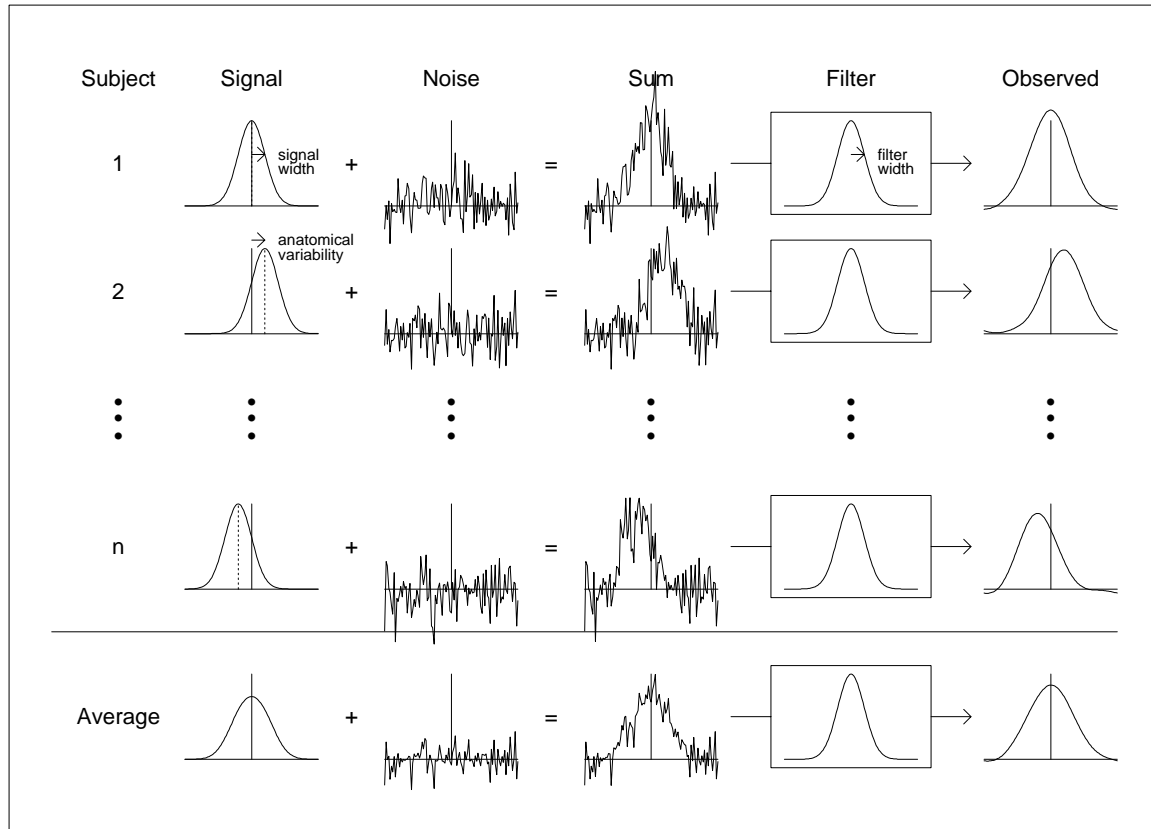 Subject Signal Noise Sum Filter Observed
1 + = 
signal
width
filter
width
anatomical
variability
2 + =
n + =
Average + =